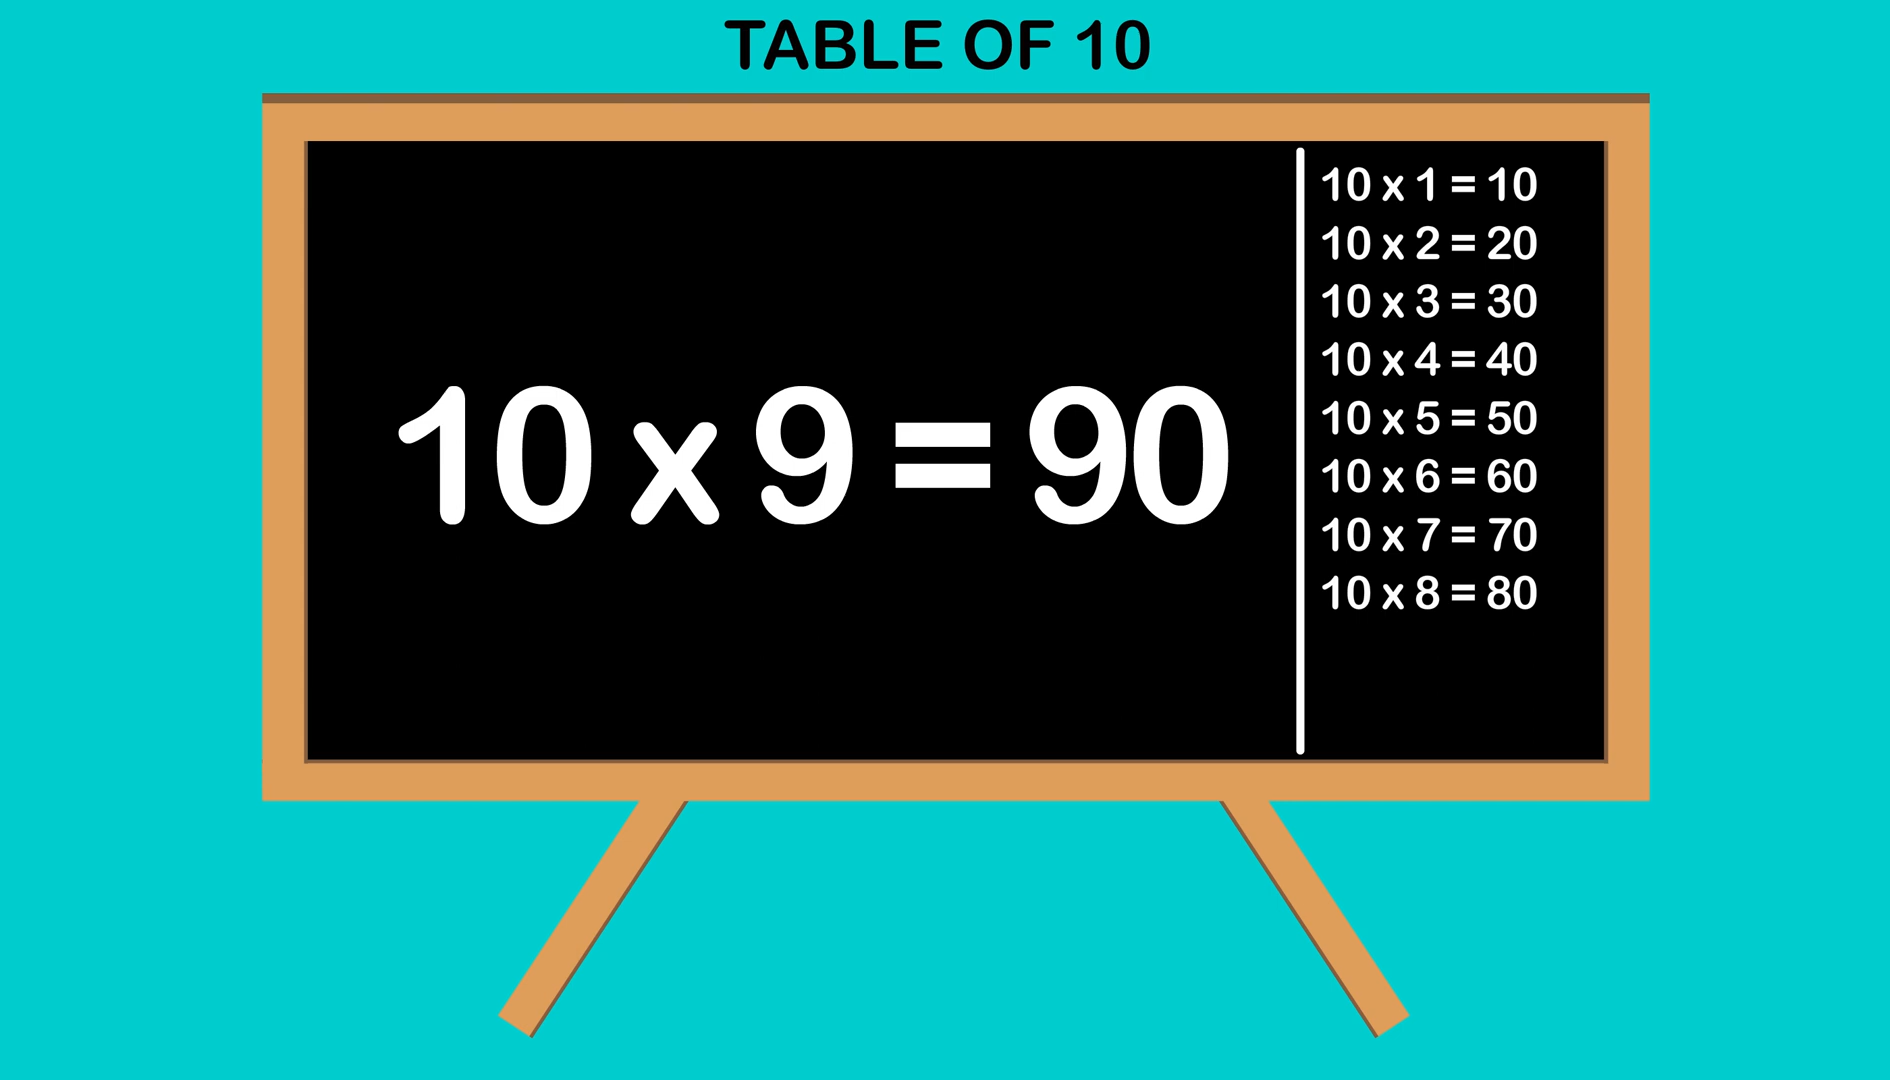 TABLE OF 10
10 x 9 = 90
10 x 1 = 10
10 x 2 = 20
10 x 3 = 30
10 x 4 = 40
10 x 5 = 50
10 x 6 = 60
10 x 7 = 70
10 x 8 = 80